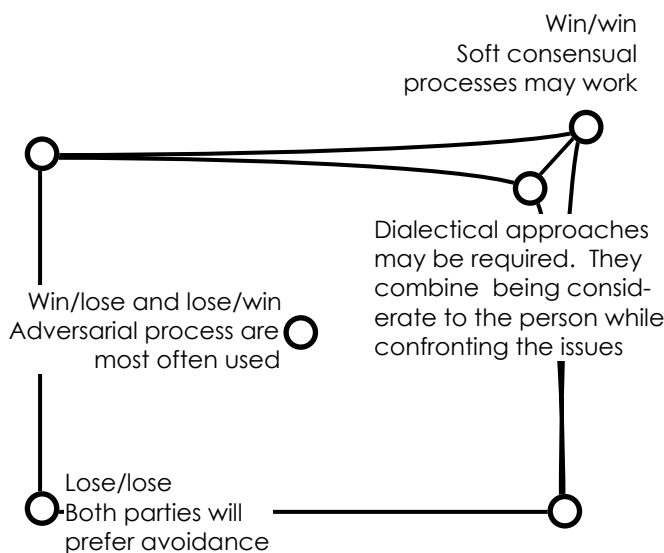 Win/win
Soft consensual
processes may work
Dialectical approaches
may be required.  They
combine  being consid-
erate to the person while
confronting the issues
Win/lose and lose/win
Adversarial process are
most often used
Lose/lose
Both parties will
prefer avoidance